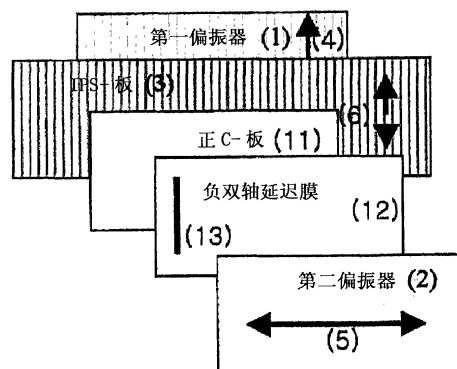 第一偏振器 (1) (4)
IPS-板 (3)
(6)
正C-板 (11)
负双轴延迟膜
(12)
(13)
第二偏振器 (2)
(5)